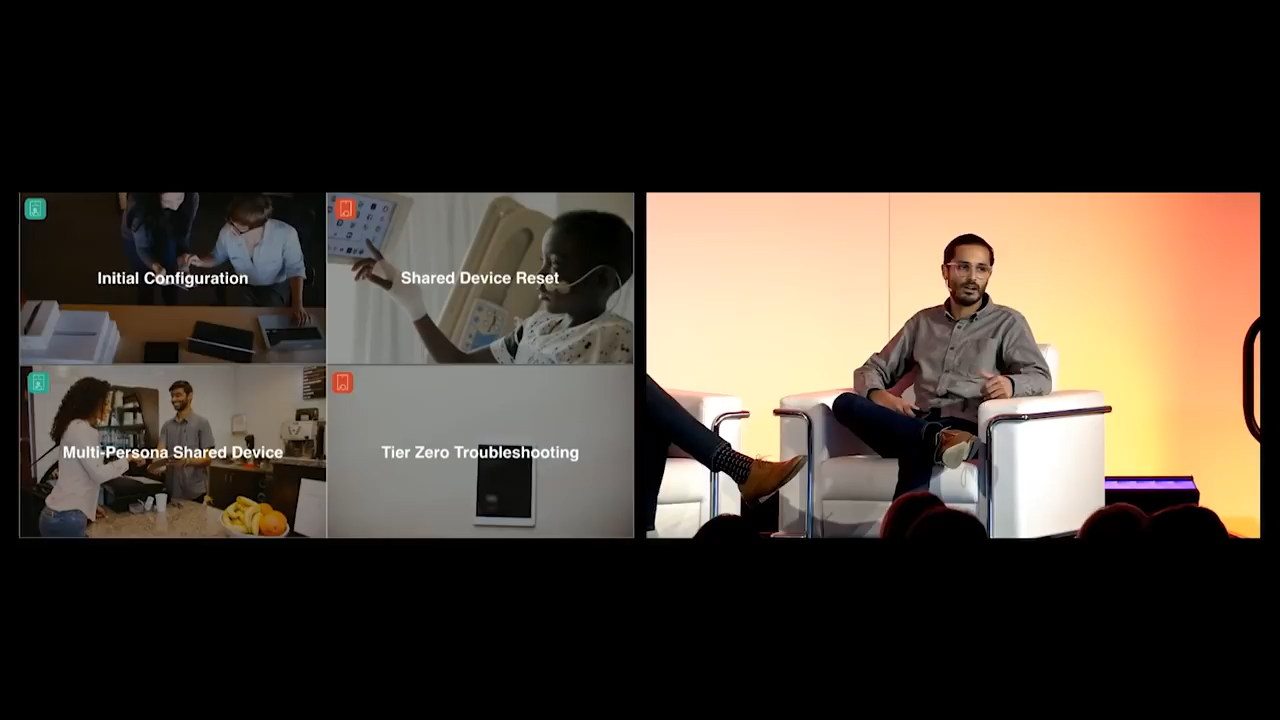 Initial Configuration
Shared Device Reset
Multi-Persona Shared Device
Tier Zero Troubleshooting